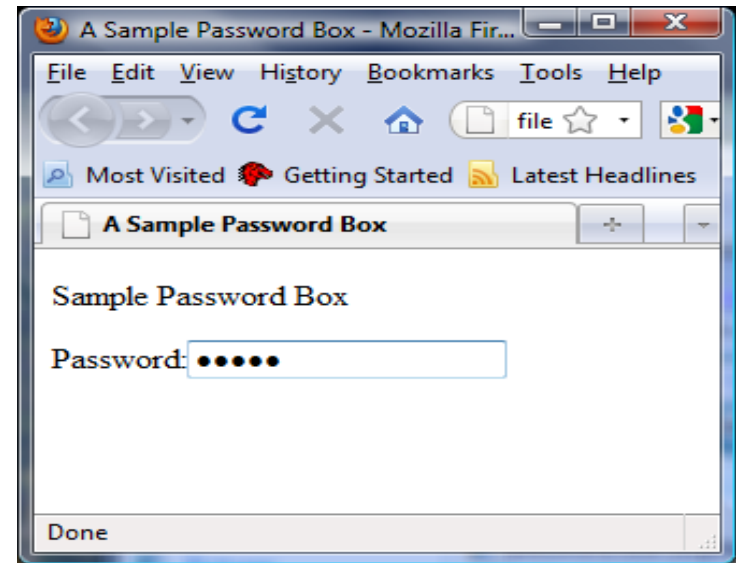 A Sample Password Box - Mozilla Fir...
File Edit View History Bookmarks Tools Help
file
Most Visited Getting Started Latest Headlines
A Sample Password Box
Sample Password Box
Password: •••••
Done